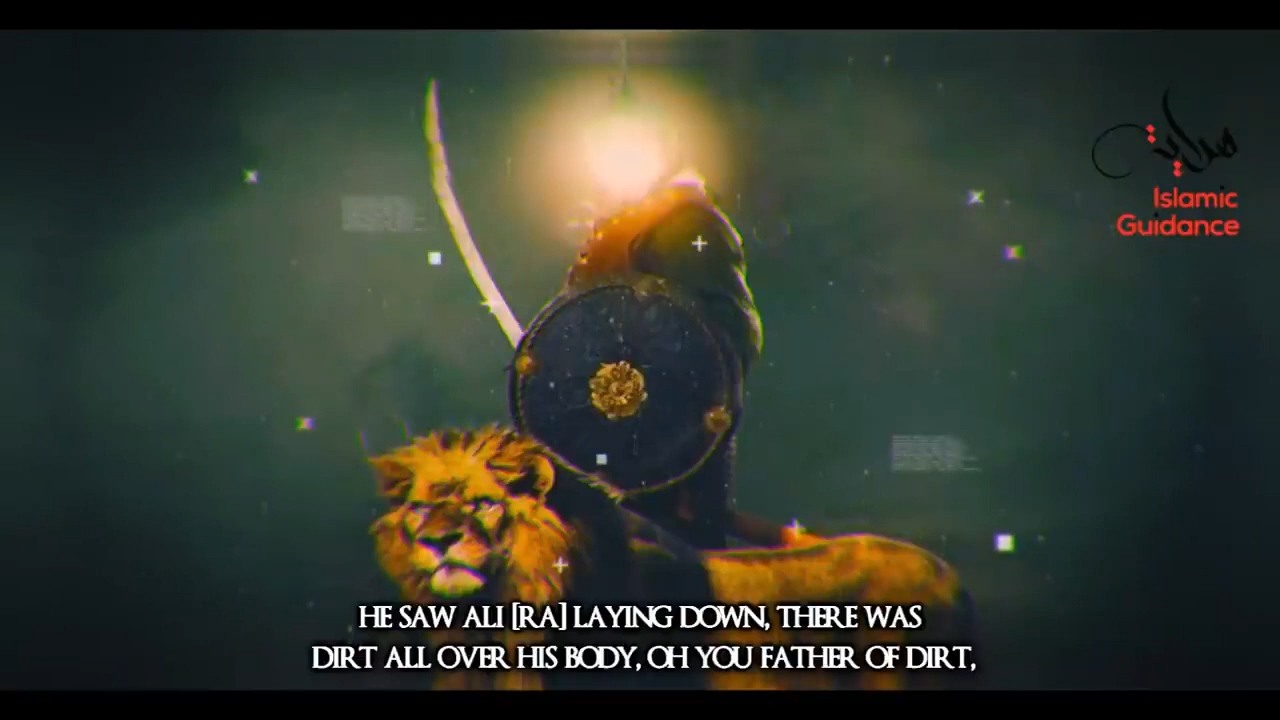 هداية
Islamic
Guidance
HE SAW ALI [RA] LAYING DOWN, THERE WAS
DIRT ALL OVER HIS BODY, OH YOU FATHER OF DIRT,